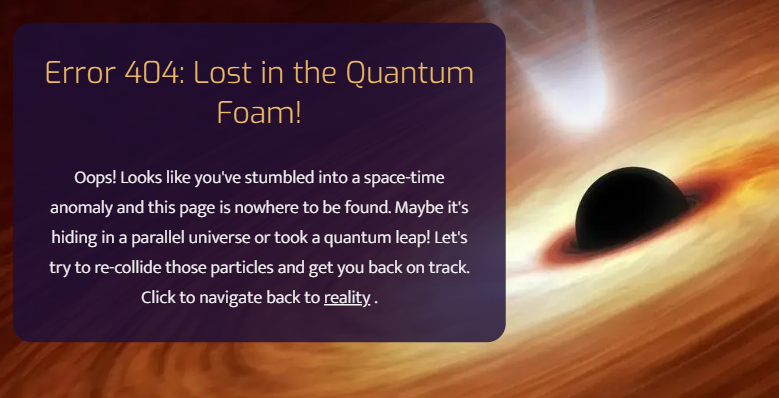 Error 404: Lost in the Quantum
Foam!
Oops! Looks like you've stumbled into a space-time
anomaly and this page is nowhere to be found. Maybe it's
hiding in a parallel universe or took a quantum leap! Let's
try to re-collide those particles and get you back on track.
Click to navigate back to reality .